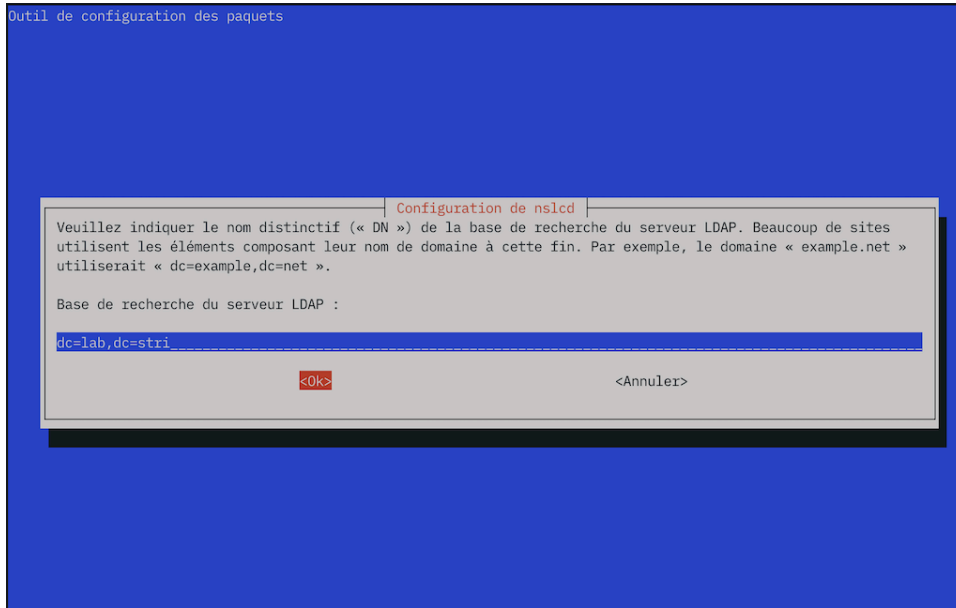 Outil de configuration des paquets
Configuration de nslcd
Veuillez indiquer le nom distinctif (« DN ») de la base de recherche du serveur LDAP. Beaucoup de sites
utilisent les éléments composant leur nom de domaine à cette fin. Par exemple, le domaine « example.net »
utiliserait « dc=example,dc=net ».
Base de recherche du serveur LDAP :
dc=lab,dc=stri
<Ok> <Annuler>